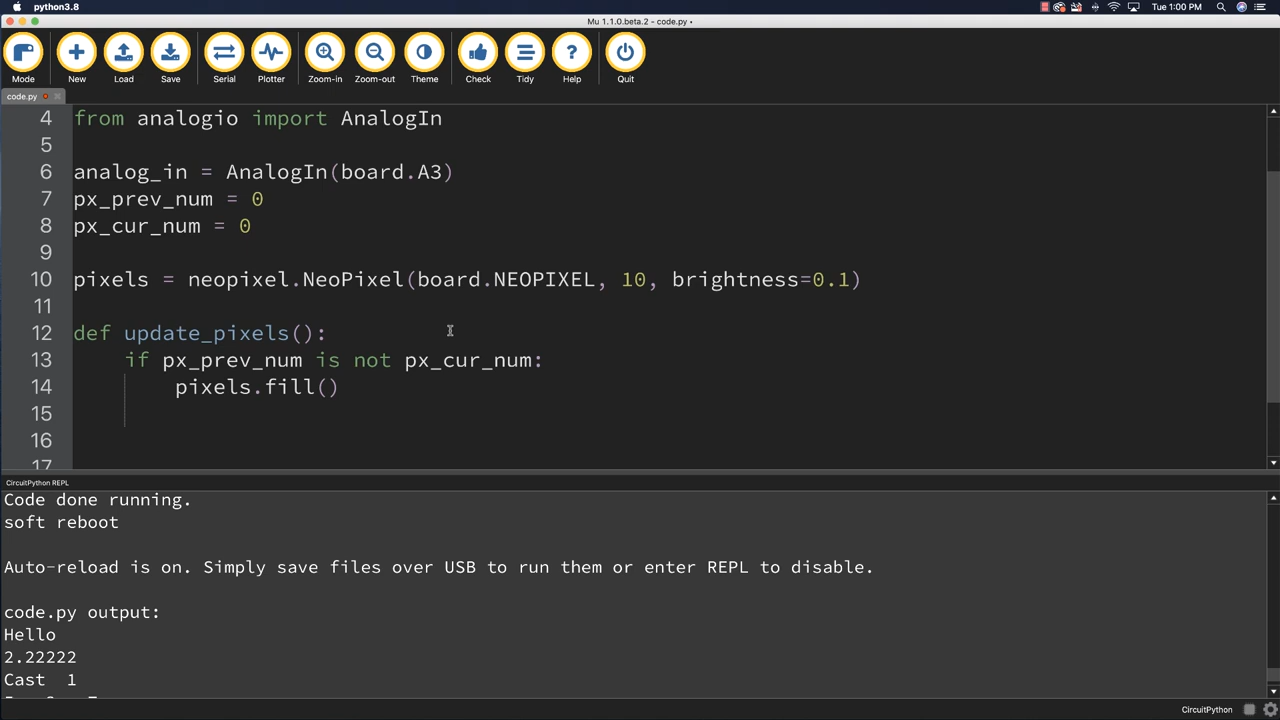 python3.8
Tue 1:00 PM
Mu 1.1.0.beta.2 - code.py •
Mode New Load Save Serial Plotter Zoom-in Zoom-out Theme Check Tidy Help Quit
code.py
4 from analogio import AnalogIn
5
6 analog_in = AnalogIn(board.A3)
7 px_prev_num = 0
8 px_cur_num = 0
9
10 pixels = neopixel.NeoPixel(board.NEOPIXEL, 10, brightness=0.1)
11
12 def update_pixels():
13 if px_prev_num is not px_cur_num:
14 pixels.fill()
15
16
17
CircuitPython REPL
Code done running.
soft reboot
Auto-reload is on. Simply save files over USB to run them or enter REPL to disable.
code.py output:
Hello
2.22222
Cast 1
CircuitPython